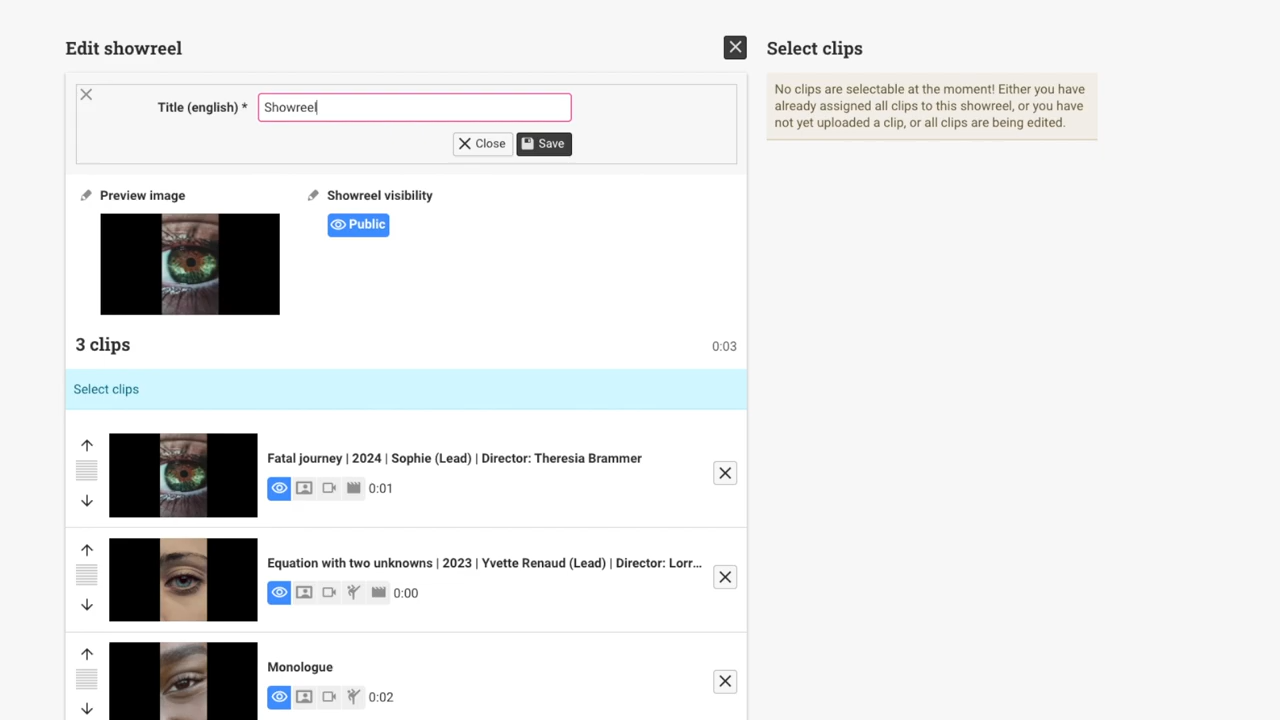 Edit showreel
Title (english) *
Showreel
Close
Save
Preview image
Showreel visibility
Public
3 clips
0:03
Select clips
Fatal journey | 2024 | Sophie (Lead) | Director: Theresia Brammer
0:01
Equation with two unknowns | 2023 | Yvette Renaud (Lead) | Director: Lorr...
0:00
Monologue
0:02
Select clips
No clips are selectable at the moment! Either you have
already assigned all clips to this showreel, or you have
not yet uploaded a clip, or all clips are being edited.